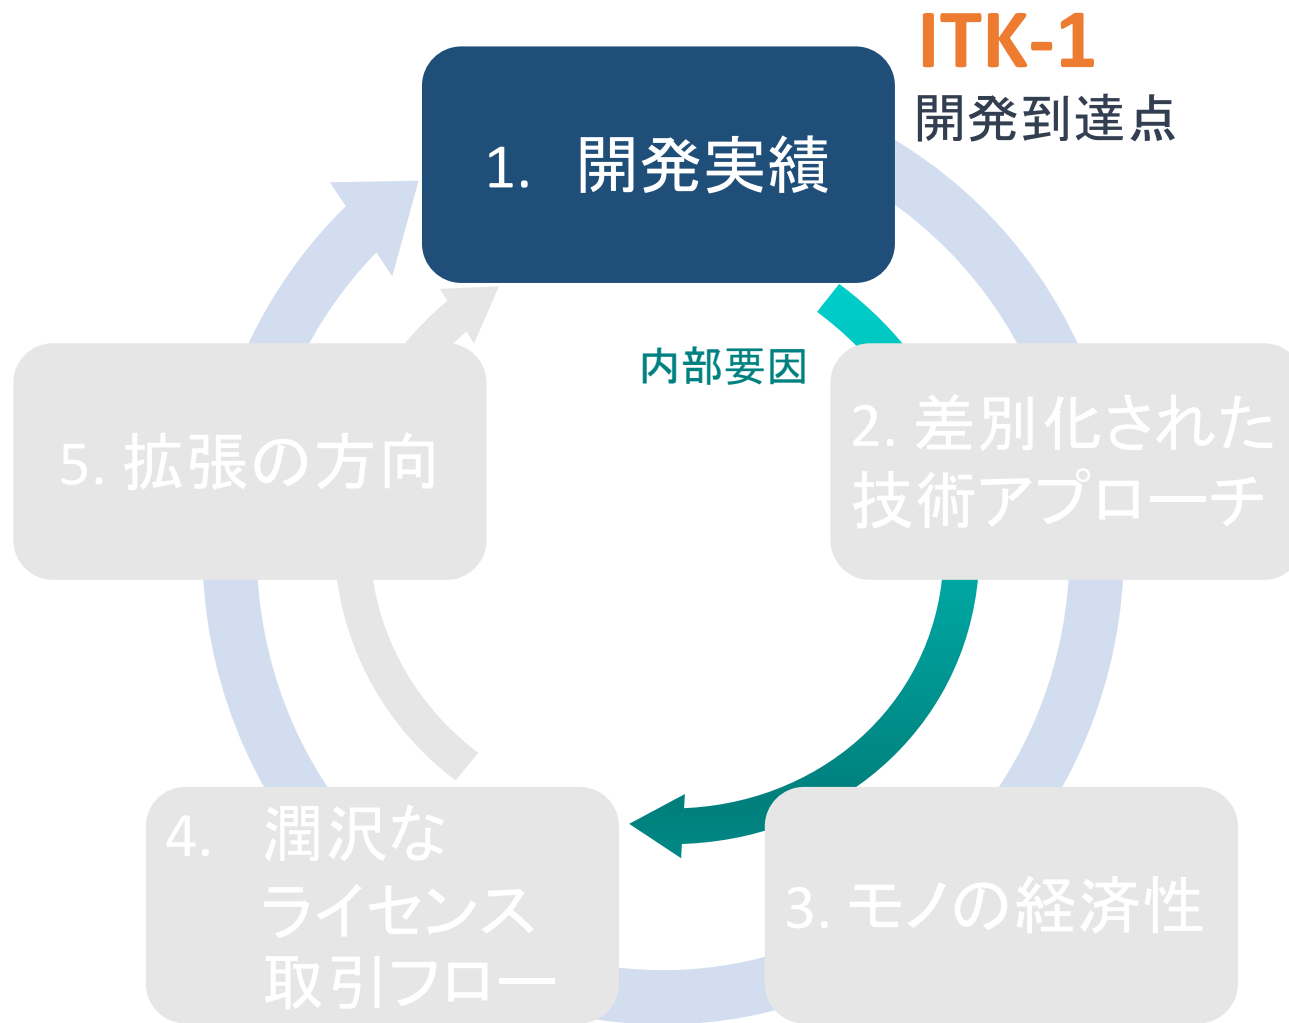 ITK-1
開発到達点
1. 開発実績
内部要因
2. 差別化された
技術アプローチ
3. モノの経済性
4. 潤沢な
ライセンス
取引フロー
5. 拡張の方向